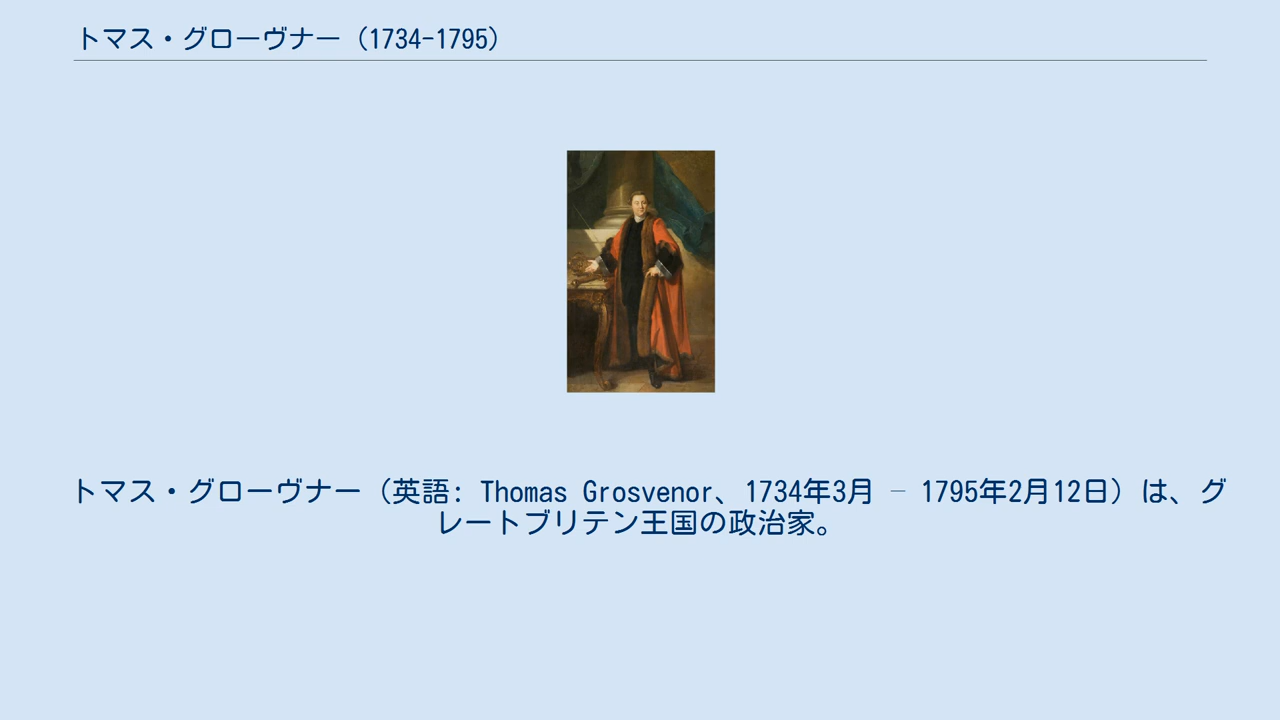 トマス・グローヴナー（1734-1795）
トマス・グローヴナー（英語: Thomas Grosvenor、1734年3月 – 1795年2月12日）は、グ
レートブリテン王国の政治家。